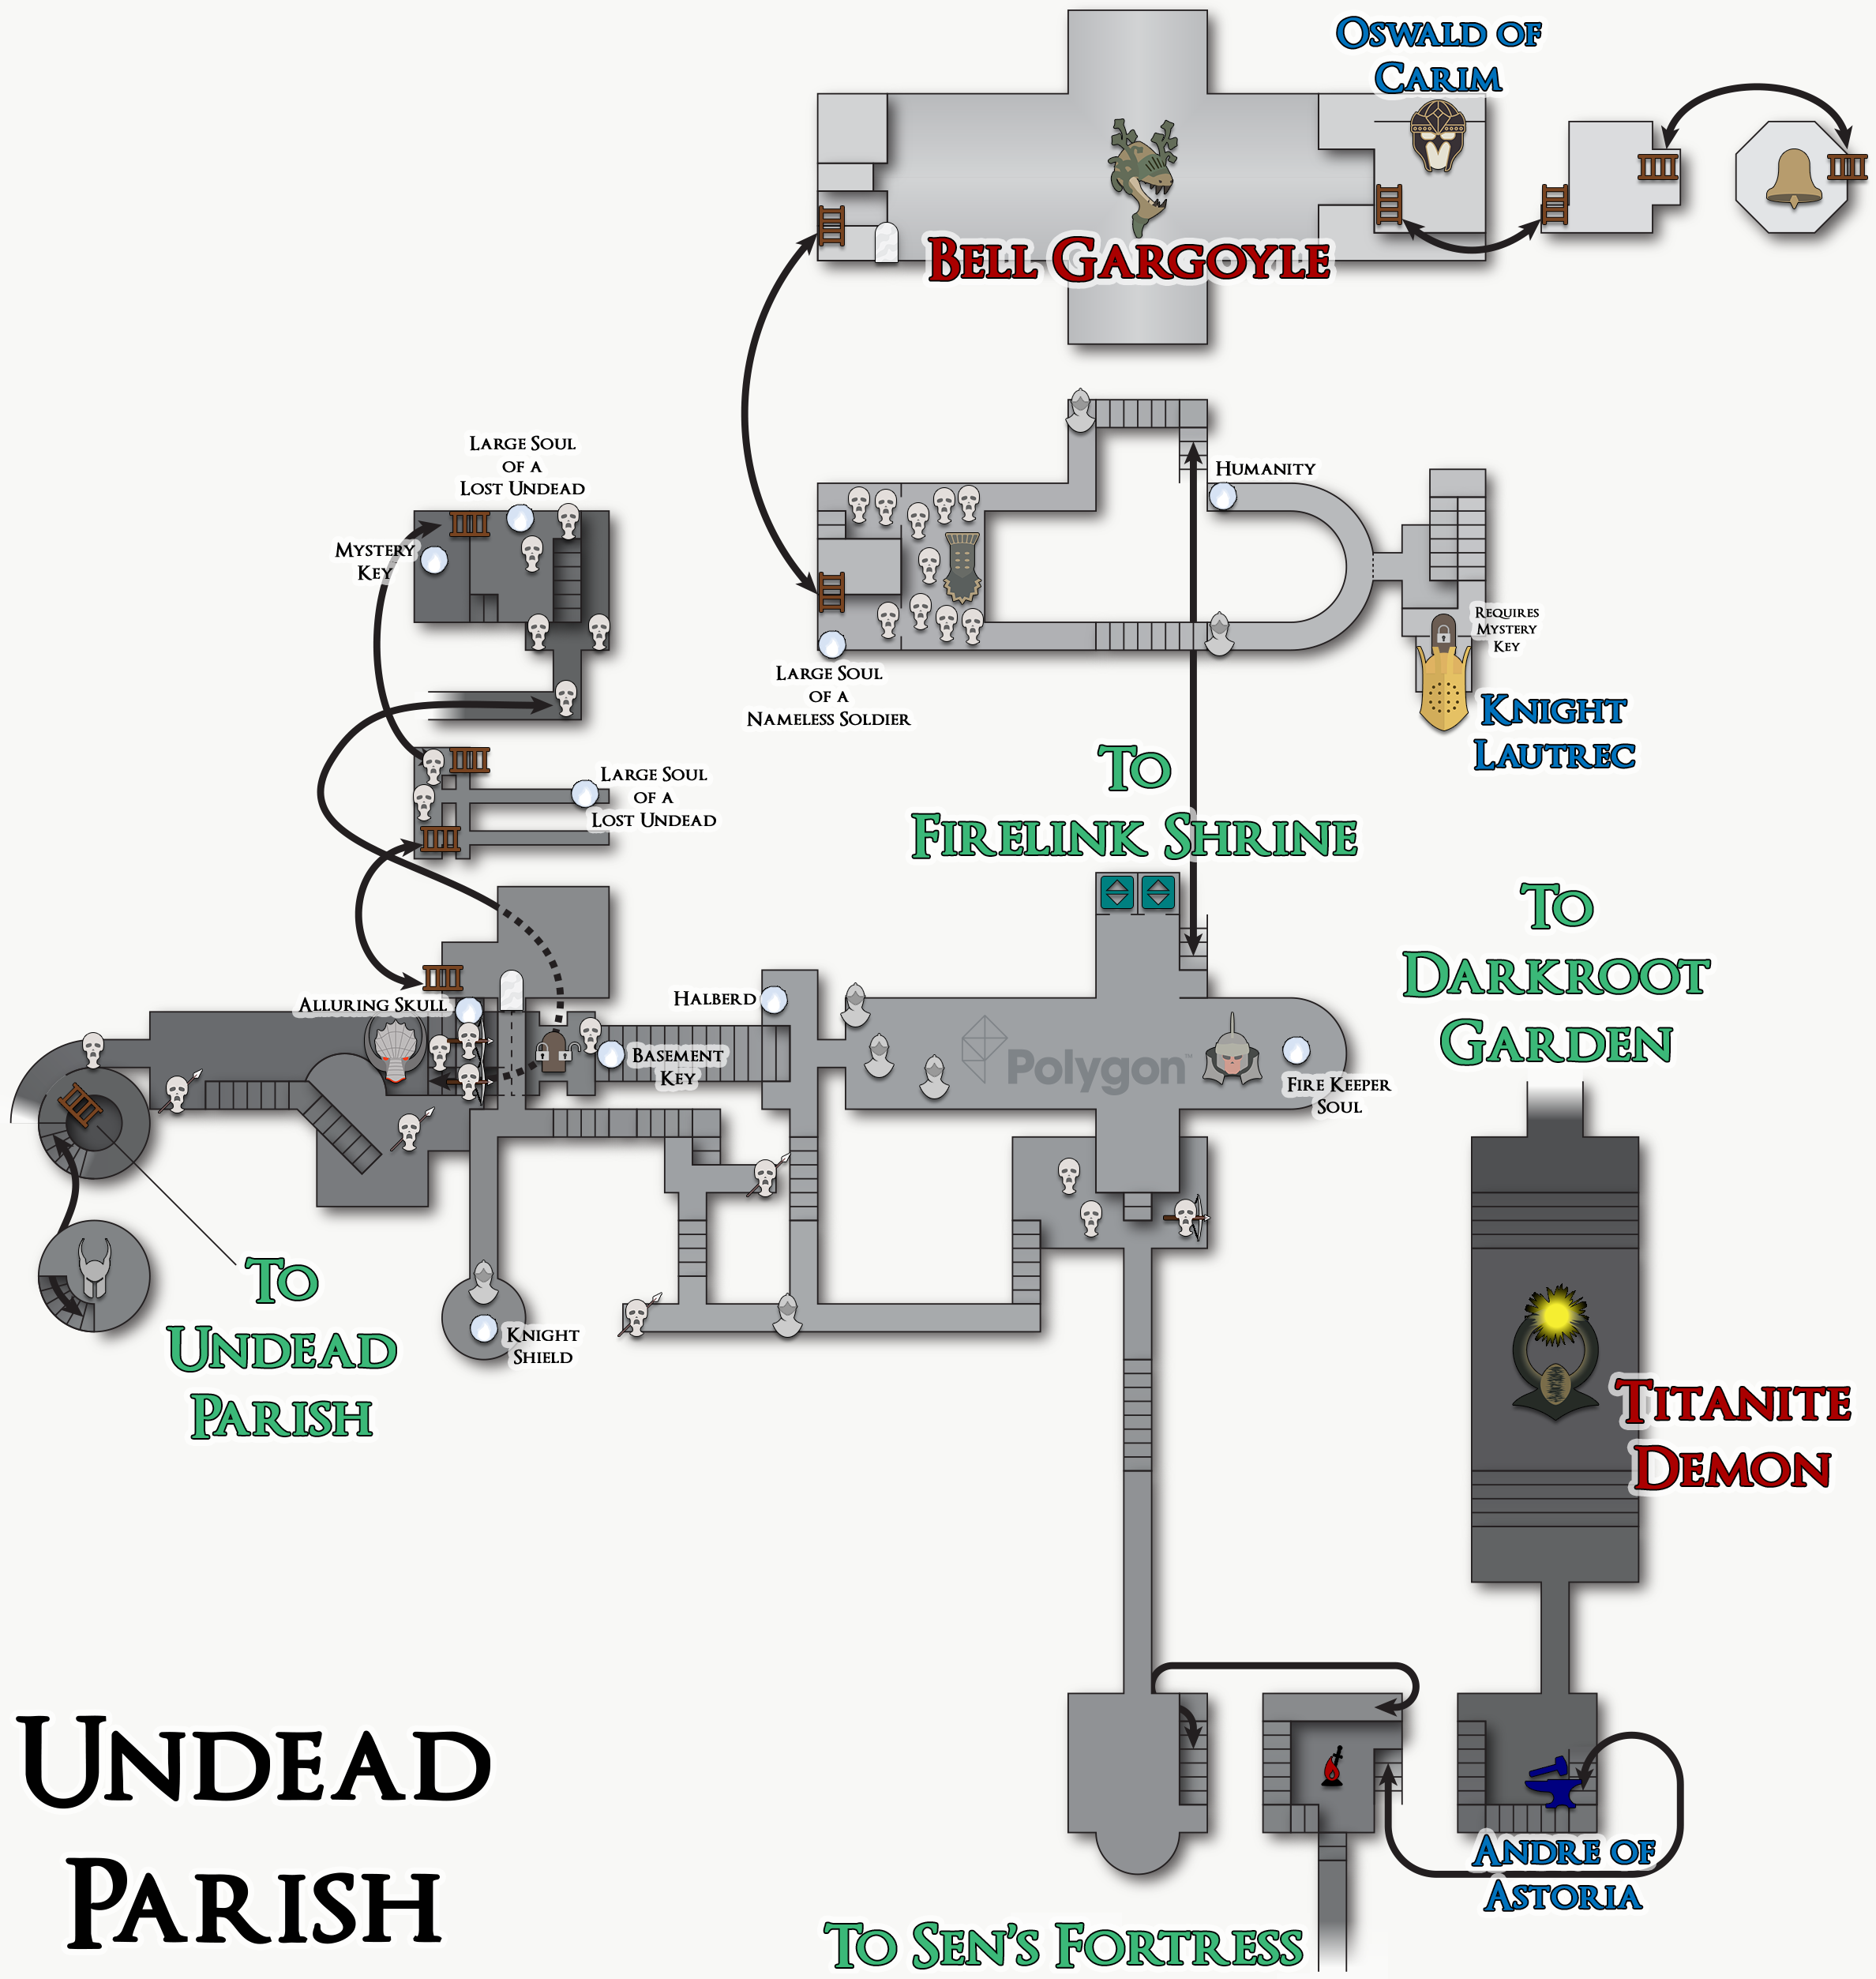 Oswald of
Carim
Bell Gargoyle
Large Soul
of a
Lost Undead
Mystery
Key
Humanity
Requires
Mystery
Key
Large Soul
of a
Nameless Soldier
Knight
Lautrec
Large Soul
of a
Lost Undead
To
Firelink Shrine
To
Darkroot
Garden
Alluring Skull
Halberd
Basement
Key
Polygon™
Fire Keeper
Soul
To
Undead
Parish
Knight
Shield
Titanite
Demon
Undead
Parish
Andre of
Astoria
To Sen's Fortress